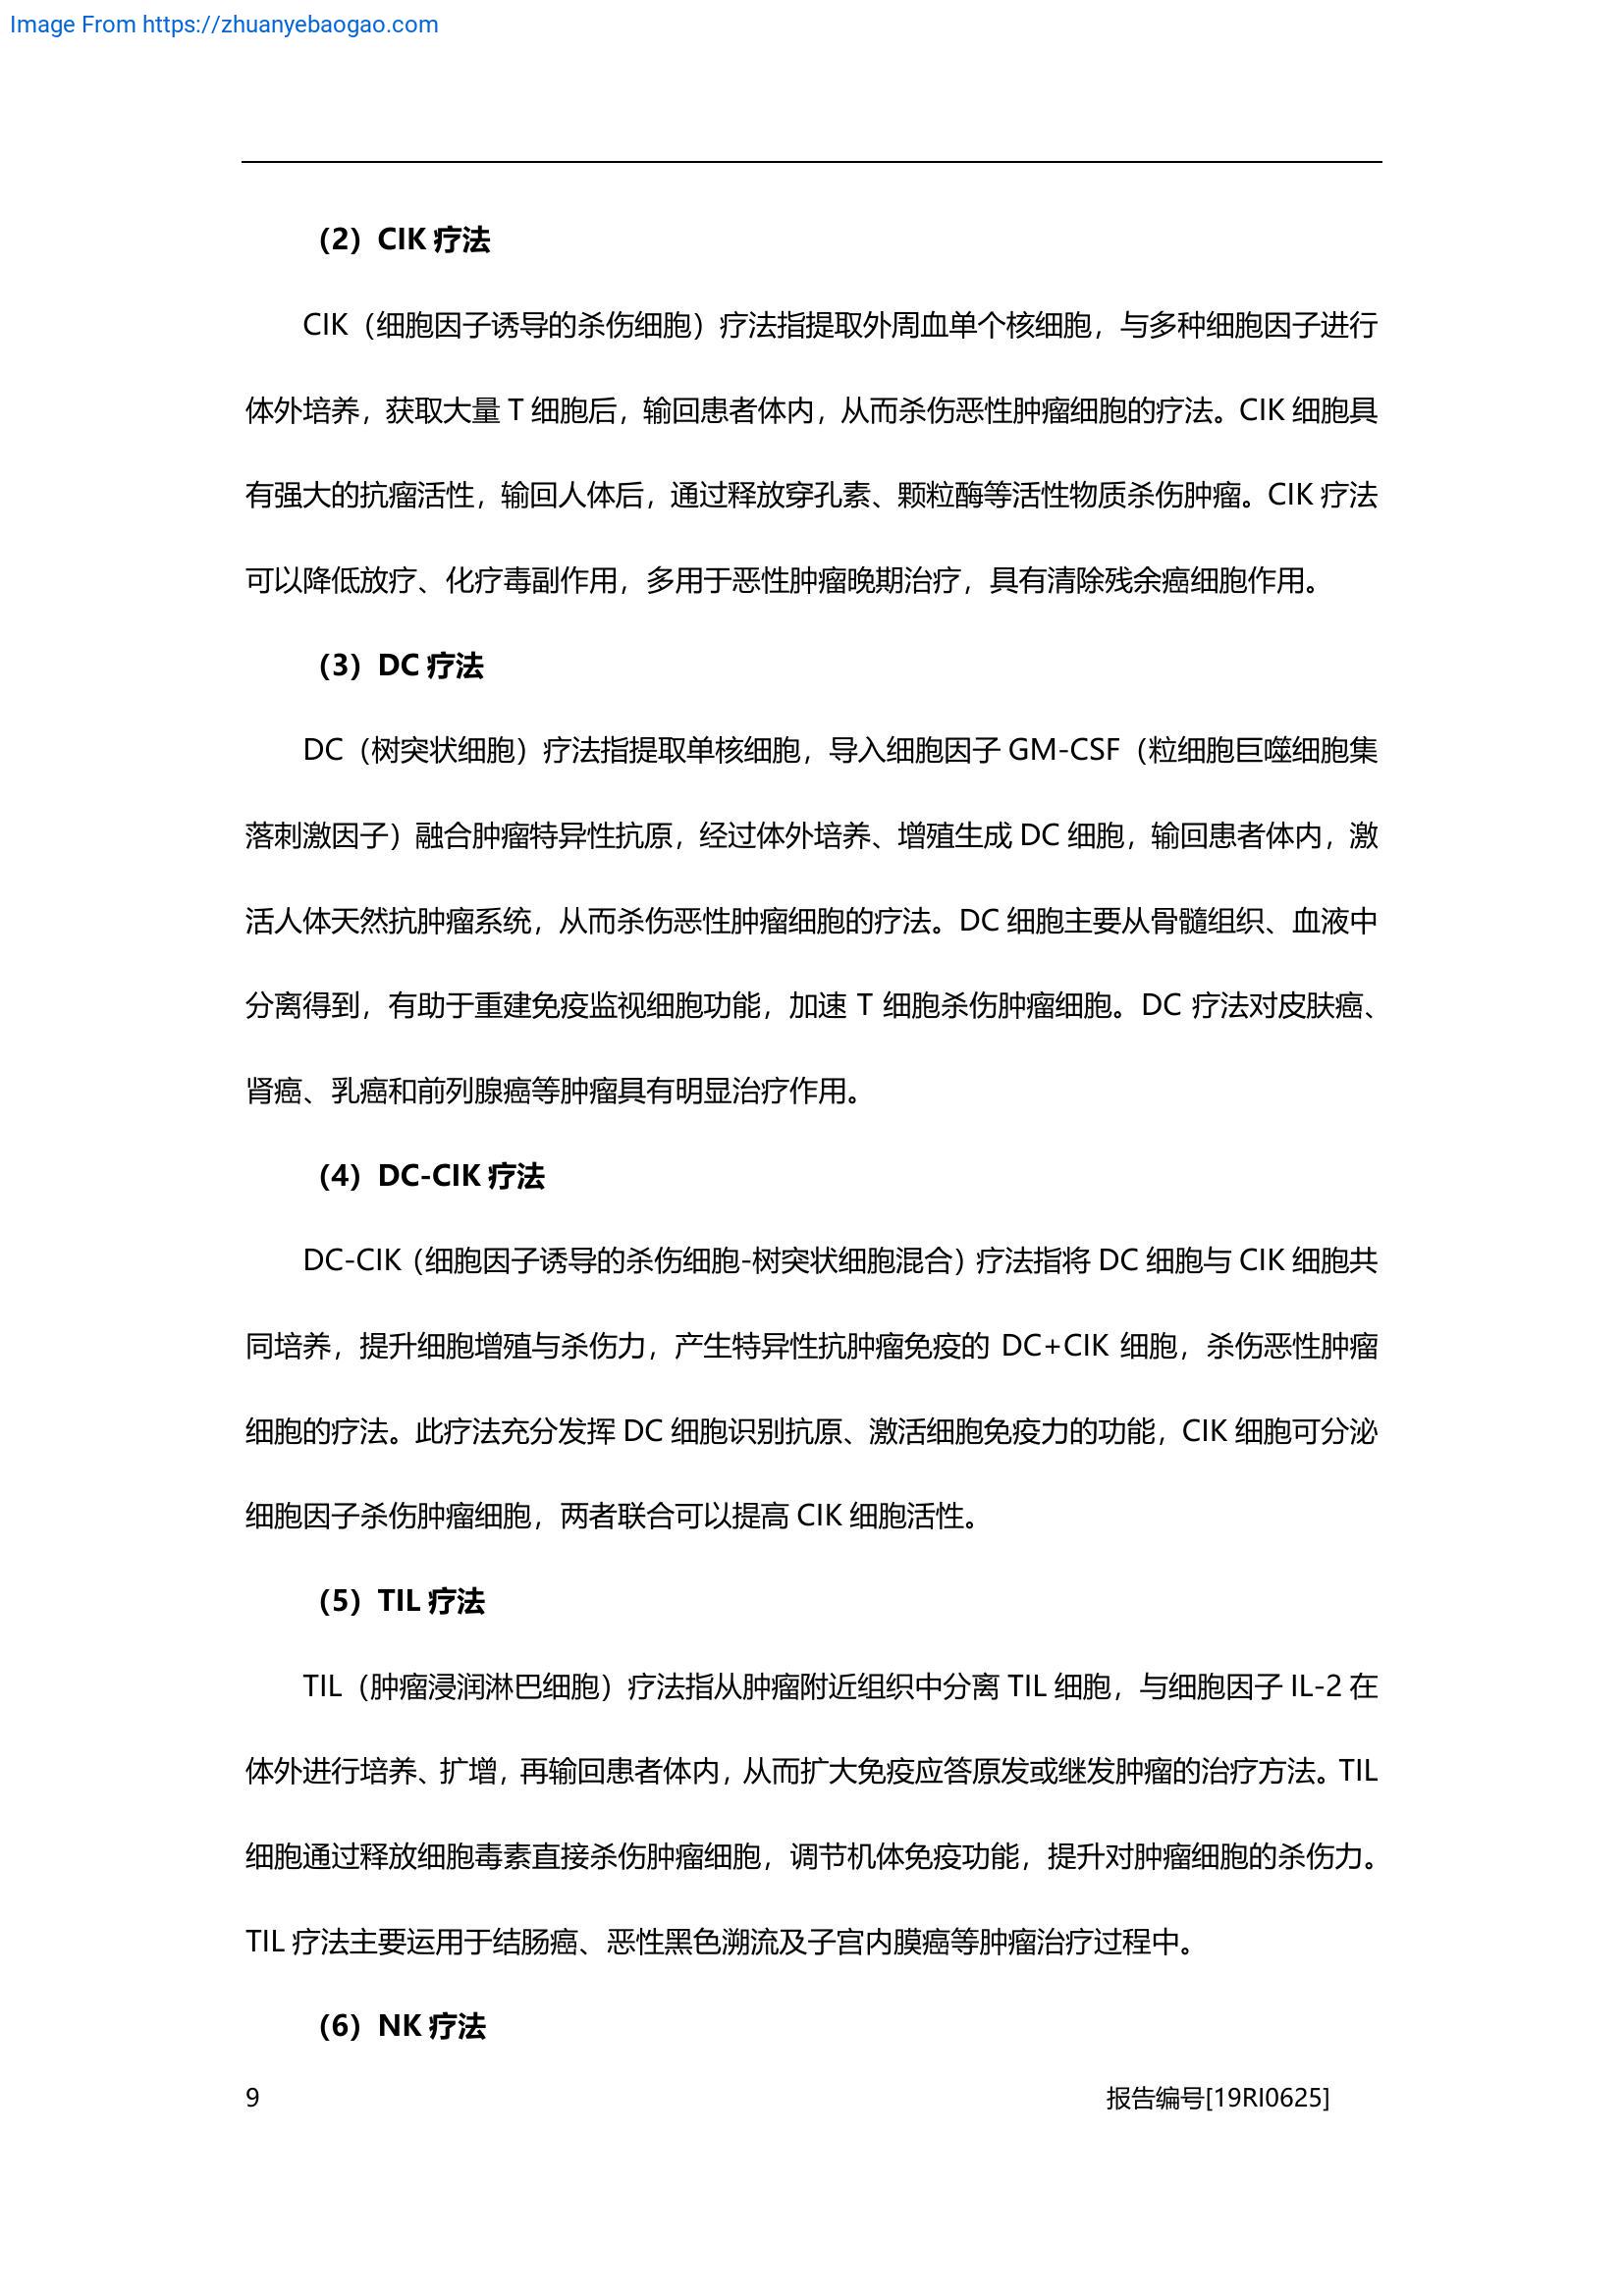 Image From https://zhuanyebaogao.com
（2）CIK 疗法
CIK（细胞因子诱导的杀伤细胞）疗法指提取外周血单个核细胞，与多种细胞因子进行
体外培养，获取大量 T 细胞后，输回患者体内，从而杀伤恶性肿瘤细胞的疗法。CIK 细胞具
有强大的抗瘤活性，输回人体后，通过释放穿孔素、颗粒酶等活性物质杀伤肿瘤。CIK 疗法
可以降低放疗、化疗毒副作用，多用于恶性肿瘤晚期治疗，具有清除残余癌细胞作用。
（3）DC 疗法
DC（树突状细胞）疗法指提取单核细胞，导入细胞因子 GM-CSF（粒细胞巨噬细胞集
落刺激因子）融合肿瘤特异性抗原，经过体外培养、增殖生成 DC 细胞，输回患者体内，激
活人体天然抗肿瘤系统，从而杀伤恶性肿瘤细胞的疗法。DC 细胞主要从骨髓组织、血液中
分离得到，有助于重建免疫监视细胞功能，加速 T 细胞杀伤肿瘤细胞。DC 疗法对皮肤癌、
肾癌、乳癌和前列腺癌等肿瘤具有明显治疗作用。
（4）DC-CIK 疗法
DC-CIK（细胞因子诱导的杀伤细胞-树突状细胞混合）疗法指将 DC 细胞与 CIK 细胞共
同培养，提升细胞增殖与杀伤力，产生特异性抗肿瘤免疫的 DC+CIK 细胞，杀伤恶性肿瘤
细胞的疗法。此疗法充分发挥 DC 细胞识别抗原、激活细胞免疫力的功能，CIK 细胞可分泌
细胞因子杀伤肿瘤细胞，两者联合可以提高 CIK 细胞活性。
（5）TIL 疗法
TIL（肿瘤浸润淋巴细胞）疗法指从肿瘤附近组织中分离 TIL 细胞，与细胞因子 IL-2 在
体外进行培养、扩增，再输回患者体内，从而扩大免疫应答原发或继发肿瘤的治疗方法。TIL
细胞通过释放细胞毒素直接杀伤肿瘤细胞，调节机体免疫功能，提升对肿瘤细胞的杀伤力。
TIL 疗法主要运用于结肠癌、恶性黑色溯流及子宫内膜癌等肿瘤治疗过程中。
（6）NK 疗法
9 报告编号[19RI0625]